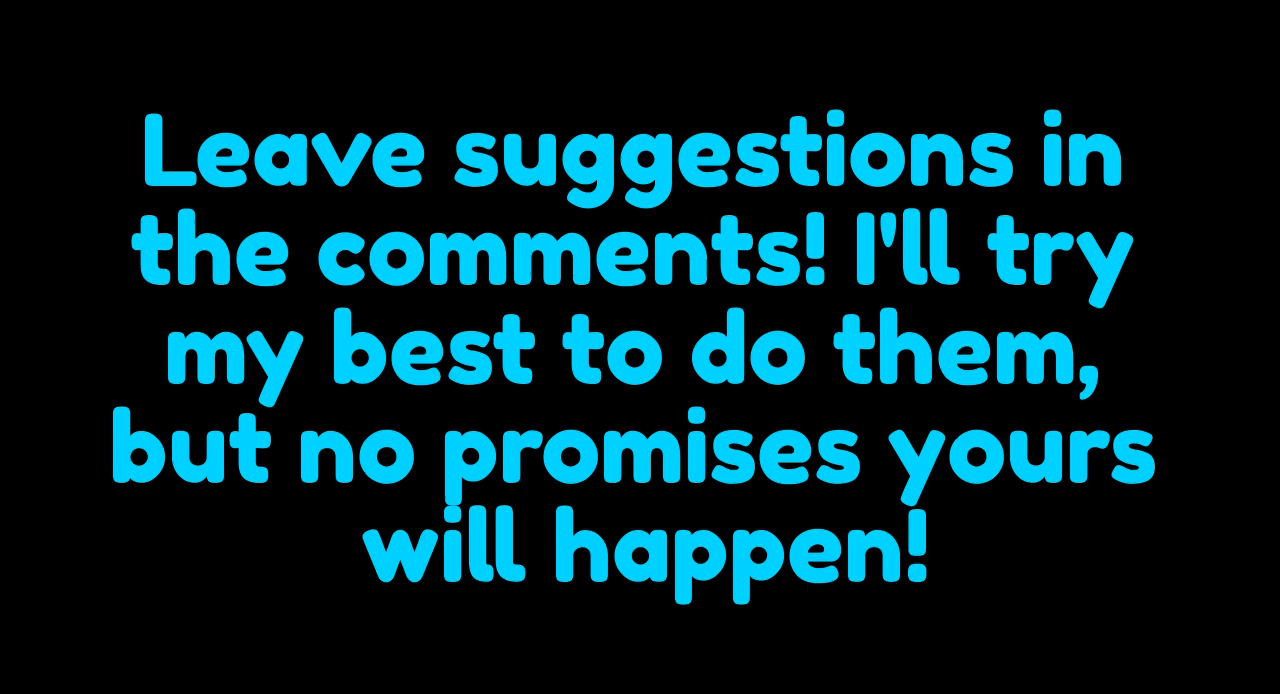 Leave suggestions in
the comments! I'll try
my best to do them,
but no promises yours
will happen!